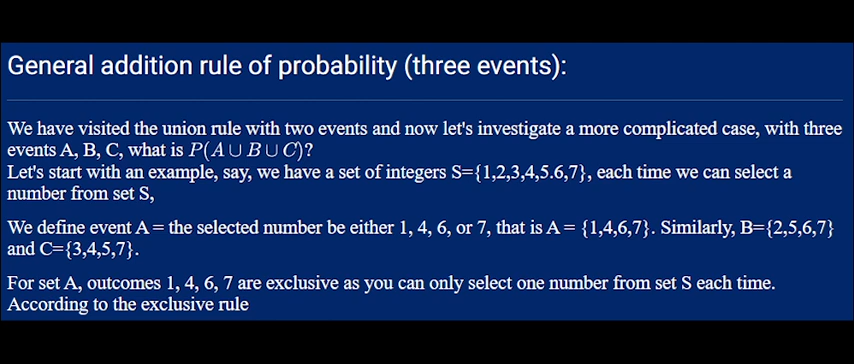 General addition rule of probability (three events):
We have visited the union rule with two events and now let's investigate a more complicated case, with three
events A, B, C, what is P(A ∪ B ∪ C)?
Let's start with an example, say, we have a set of integers S={1,2,3,4,5.6,7}, each time we can select a
number from set S,
We define event A = the selected number be either 1, 4, 6, or 7, that is A = {1,4,6,7}. Similarly, B={2,5,6,7}
and C={3,4,5,7}.
For set A, outcomes 1, 4, 6, 7 are exclusive as you can only select one number from set S each time.
According to the exclusive rule